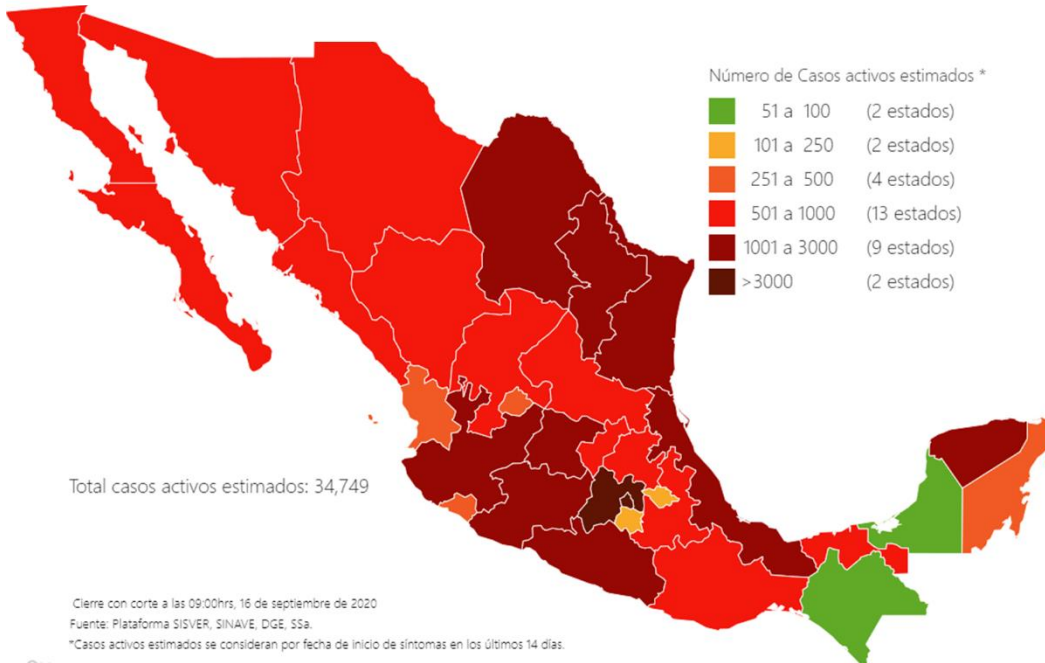 Número de Casos activos estimados *
51 a 100 (2 estados)
101 a 250 (2 estados)
251 a 500 (4 estados)
501 a 1000 (13 estados)
1001 a 3000 (9 estados)
>3000 (2 estados)
Total casos activos estimados: 34,749
Cierre con corte a las 09:00hrs, 16 de septiembre de 2020
Fuente: Plataforma SISVER, SINAVE, DGE, SSa.
*Casos activos estimados se consideran por fecha de inicio de síntomas en los últimos 14 días.